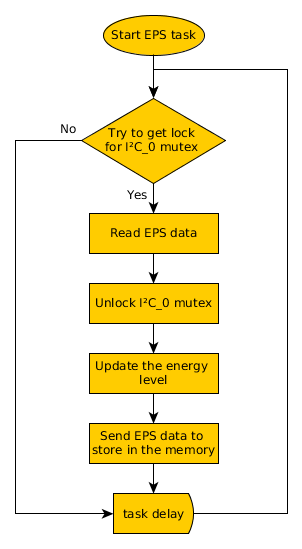 Start EPS task
Try to get lock
for I²C_0 mutex
No
Yes
Read EPS data
Unlock I²C_0 mutex
Update the energy
level
Send EPS data to
store in the memory
task delay